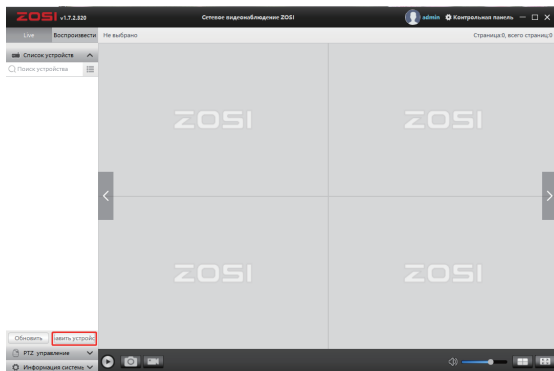 ZOSI v1.7.2.320 Сетевое видеонаблюдение ZOSI admin Контрольная панель
Live Воспроизвести Не выбрано Страница:0, всего страниц:0
Список устройств
Поиск устройства
ZOSI ZOSI
ZOSI ZOSI
Обновить авить устройс
PTZ управление
Информация системь